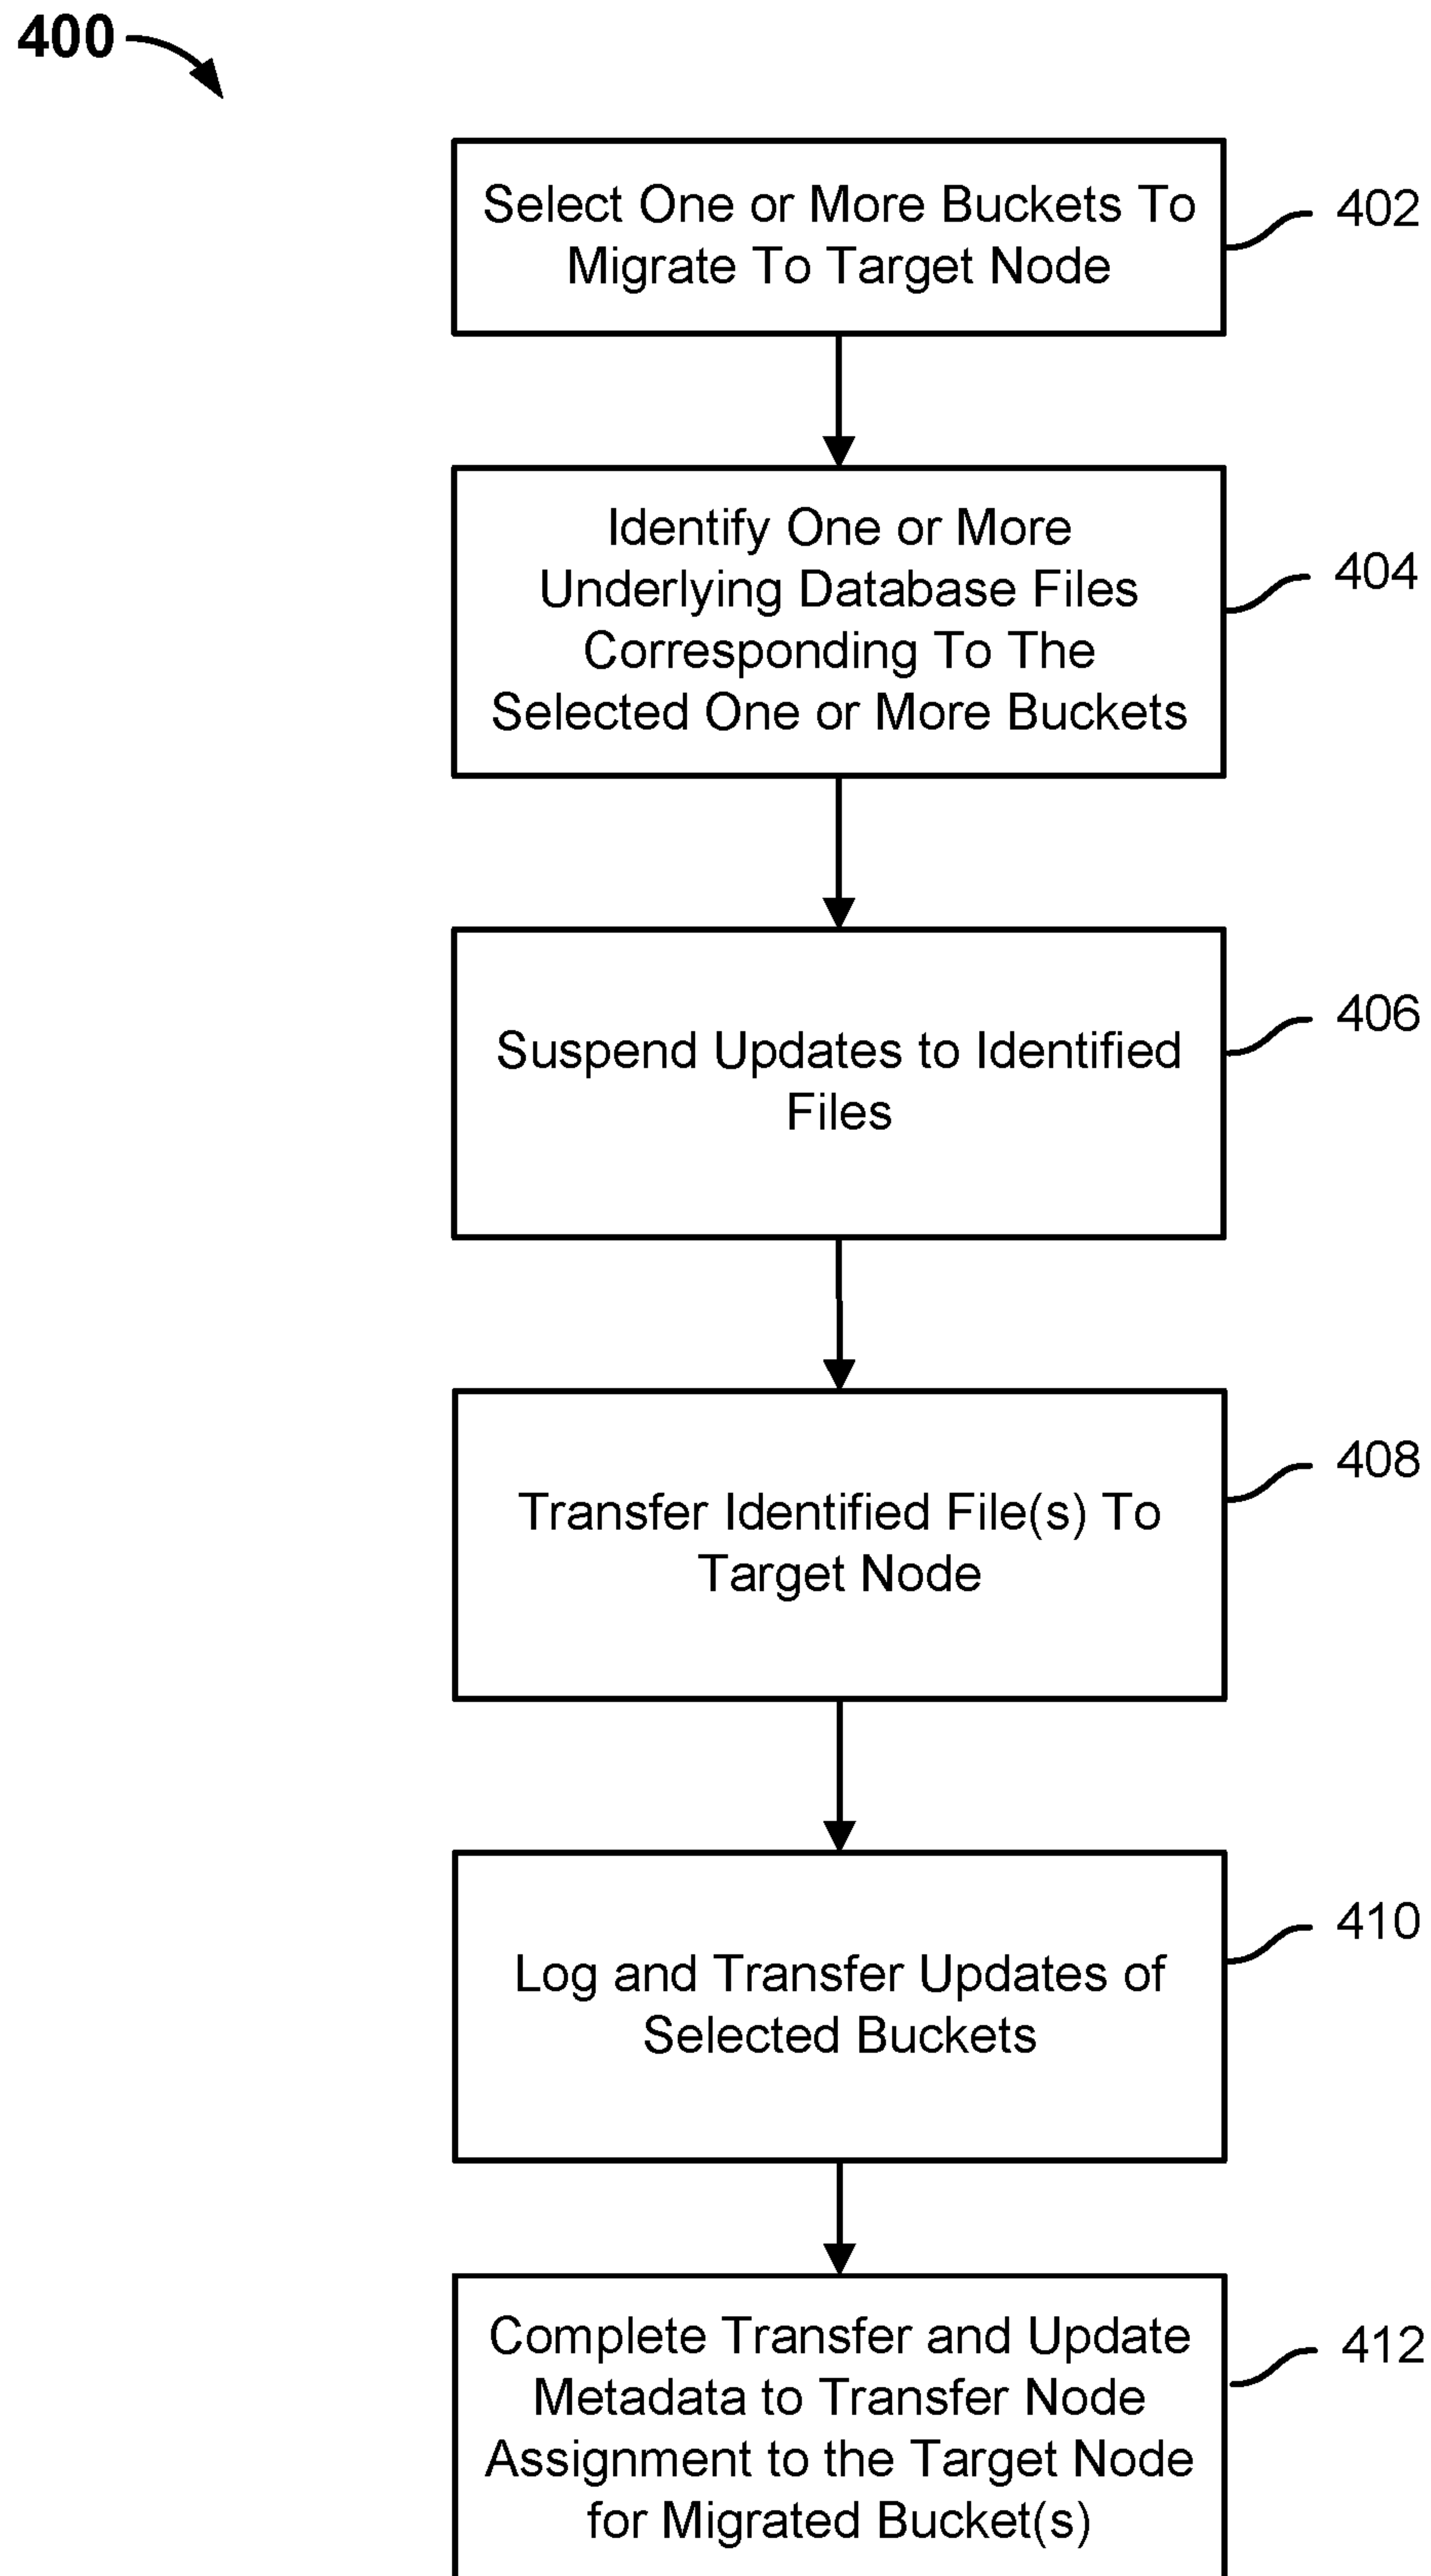 400
Select One or More Buckets To
Migrate To Target Node
402
Identify One or More
Underlying Database Files
Corresponding To The
Selected One or More Buckets
404
Suspend Updates to Identified
Files
406
Transfer Identified File(s) To
Target Node
408
Log and Transfer Updates of
Selected Buckets
410
Complete Transfer and Update
Metadata to Transfer Node
Assignment to the Target Node
for Migrated Bucket(s)
412